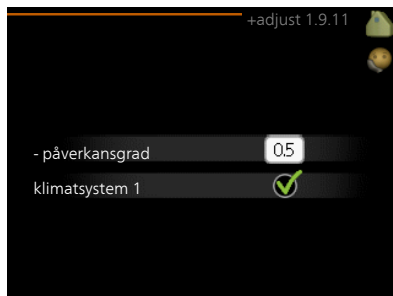 +adjust 1.9.11
- påverkansgrad 0.5
klimatsystem 1